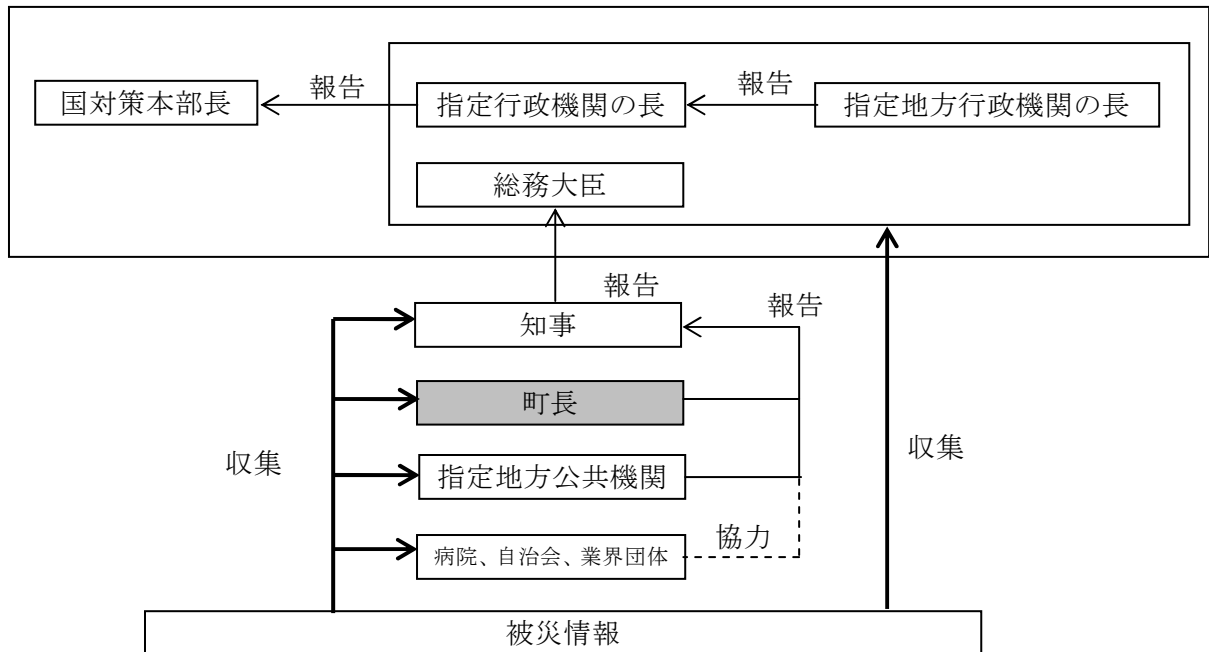 国対策本部長
報告
指定行政機関の長
報告
指定地方行政機関の長
総務大臣
報告
知事
報告
町長
収集
指定地方公共機関
収集
病院、自治会、業界団体
協力
被災情報